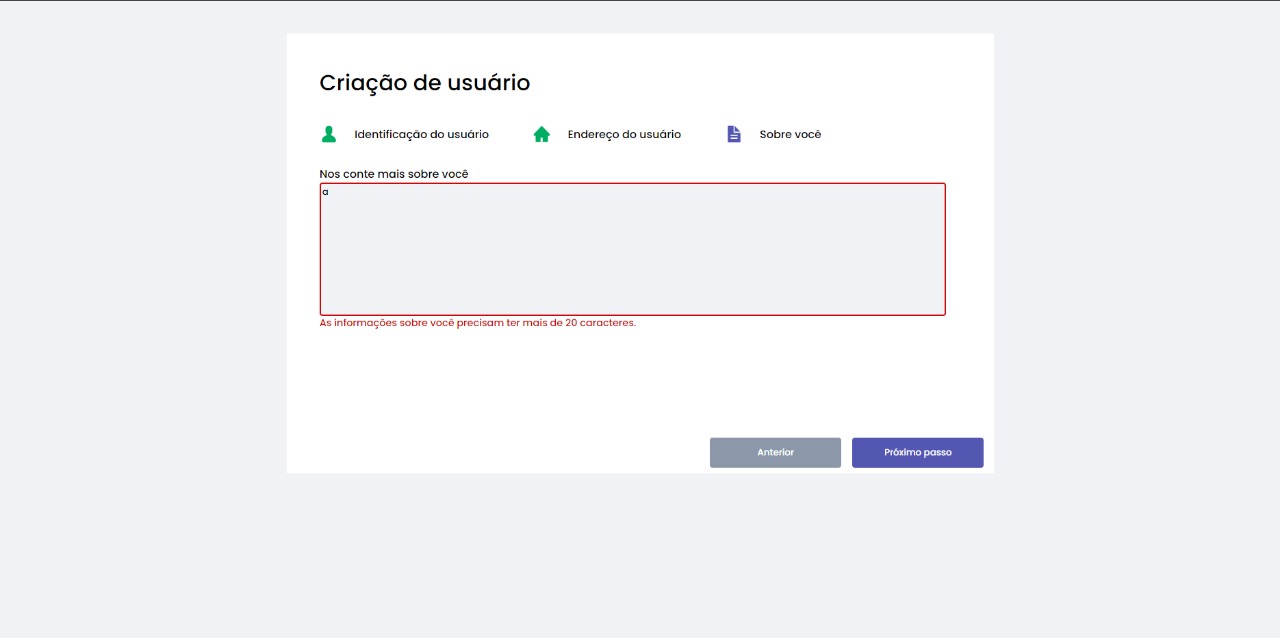 Criação de usuário
Identificação do usuário Endereço do usuário Sobre você
Nos conte mais sobre você
a
As informações sobre você precisam ter mais de 20 caracteres.
Anterior Próximo passo